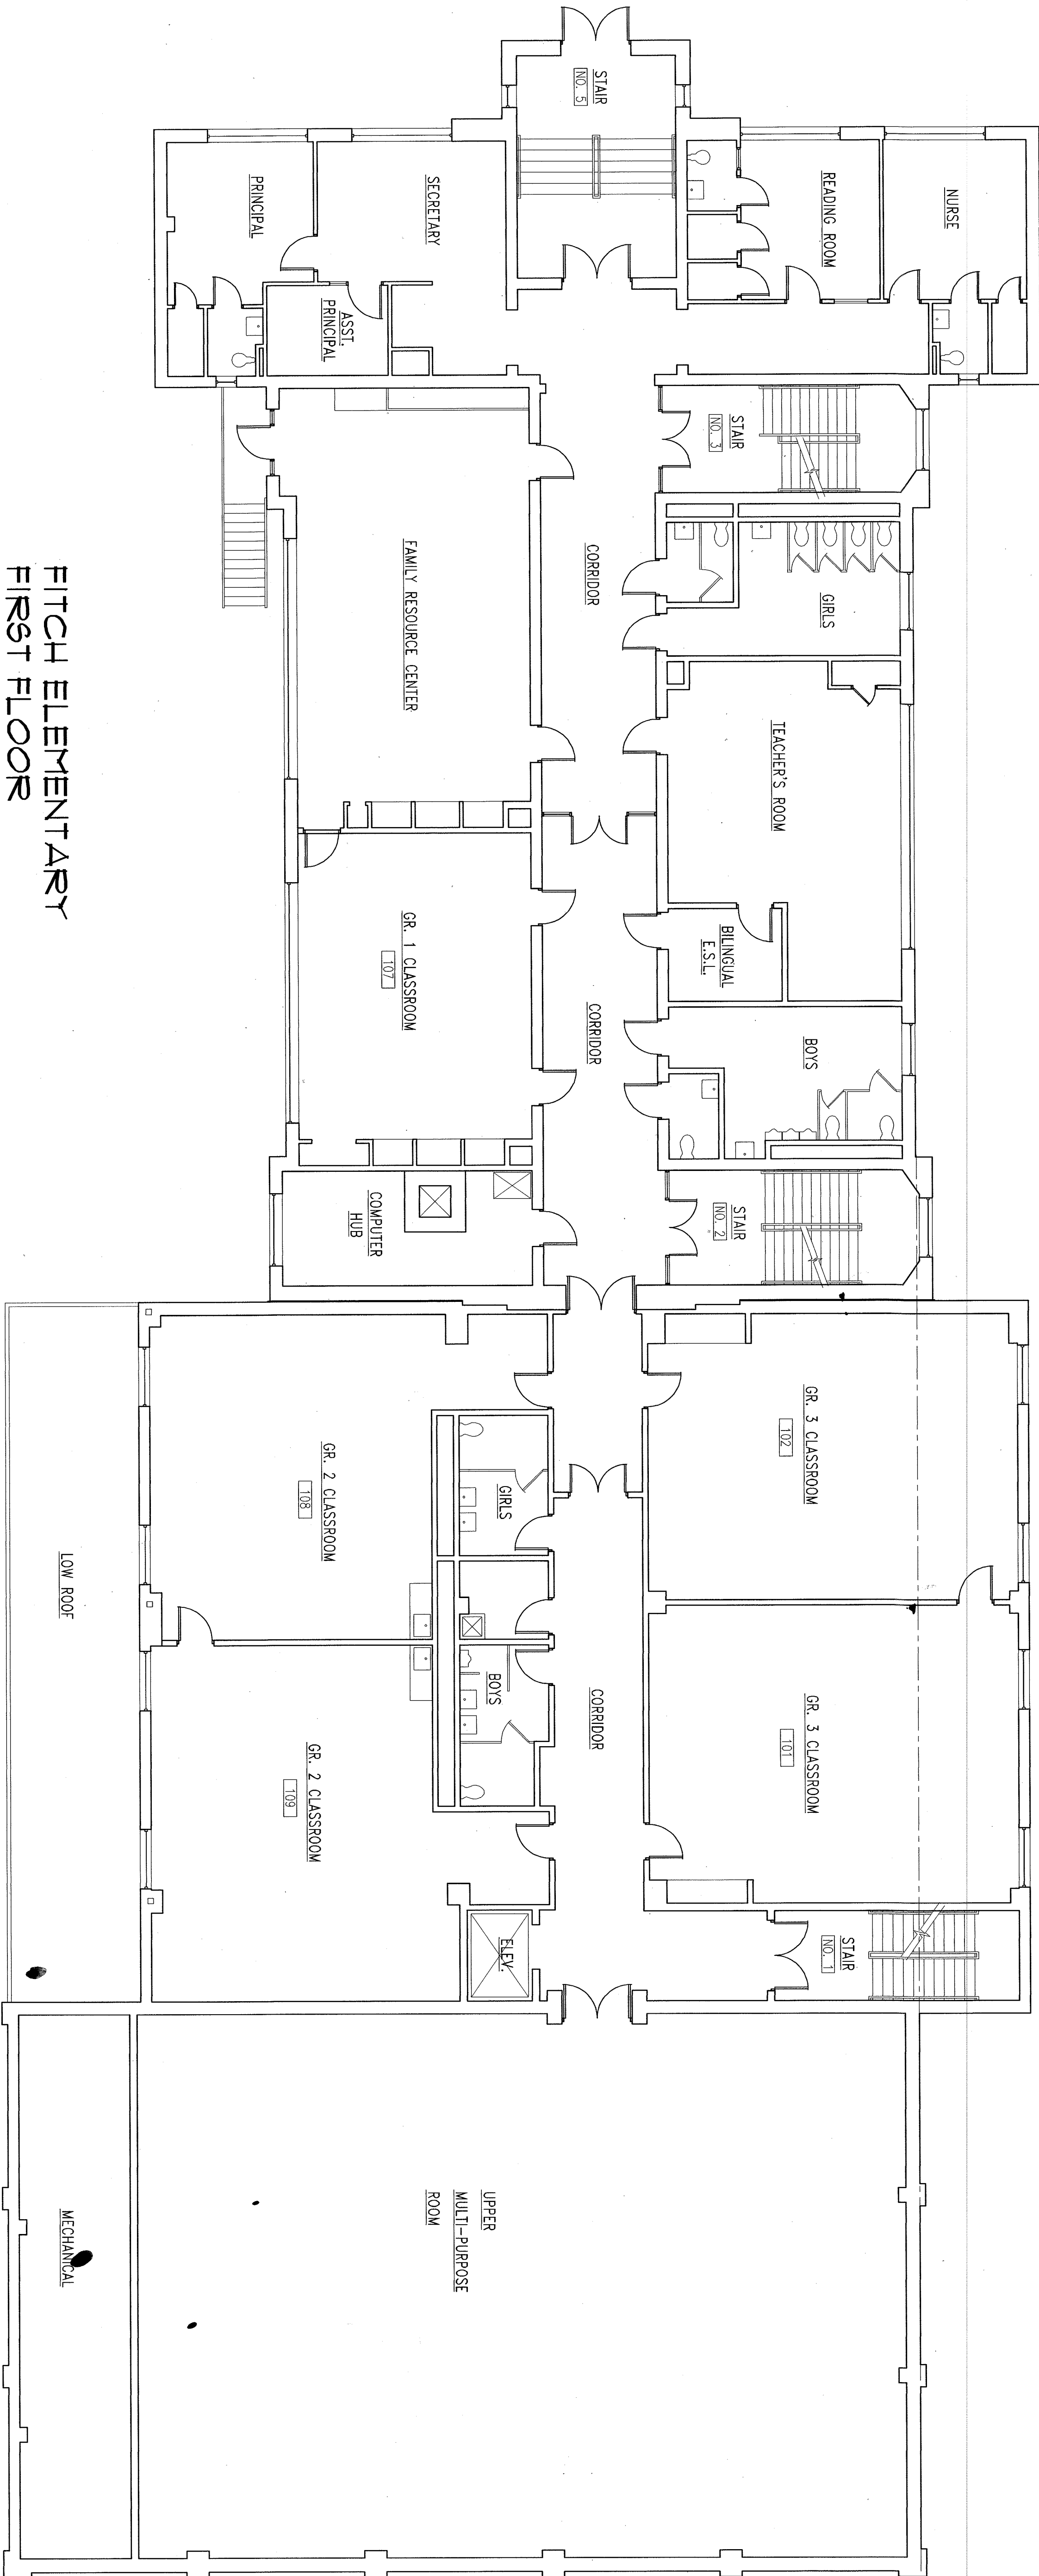 NURSE
READING ROOM
STAIR
NO. 5
SECRETARY
PRINCIPAL
ASST.
PRINCIPAL
STAIR
NO. 3
GIRLS
TEACHER'S ROOM
BILINGUAL
E.S.L.
BOYS
STAIR
NO. 2
CORRIDOR
CORRIDOR
FAMILY RESOURCE CENTER
GR. 1 CLASSROOM
107
COMPUTER
HUB
GR. 3 CLASSROOM
102
GR. 3 CLASSROOM
101
STAIR
NO. 1
CORRIDOR
GIRLS
BOYS
ELEV.
GR. 2 CLASSROOM
108
GR. 2 CLASSROOM
109
LOW ROOF
UPPER
MULTI-PURPOSE
ROOM
MECHANICAL
FITCH ELEMENTARY
FIRST FLOOR